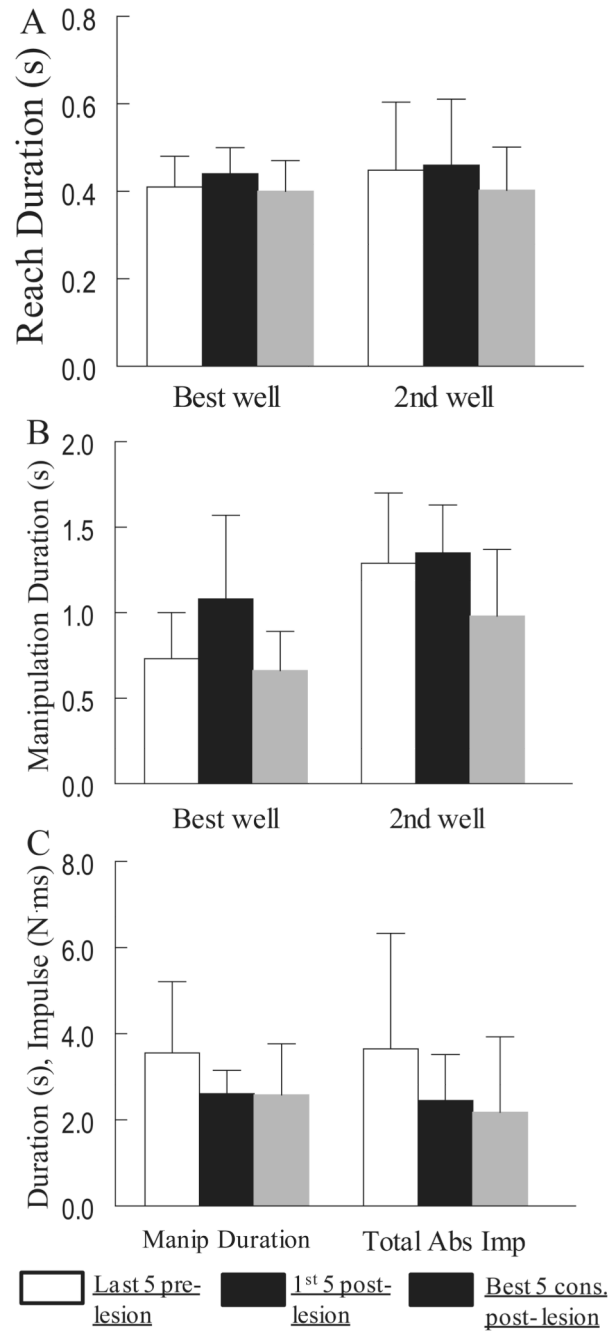 A
0.8
0.6
0.4
0.2
0.0
Reach Duration (s)
Best well
2nd well
B
2.0
1.5
1.0
0.5
0.0
Manipulation Duration (s)
Best well
2nd well
C
8.0
6.0
4.0
2.0
0.0
Duration (s), Impulse (N·ms)
Manip Duration
Total Abs Imp
Last 5 pre-
lesion
1st 5 post-
lesion
Best 5 cons.
post-lesion